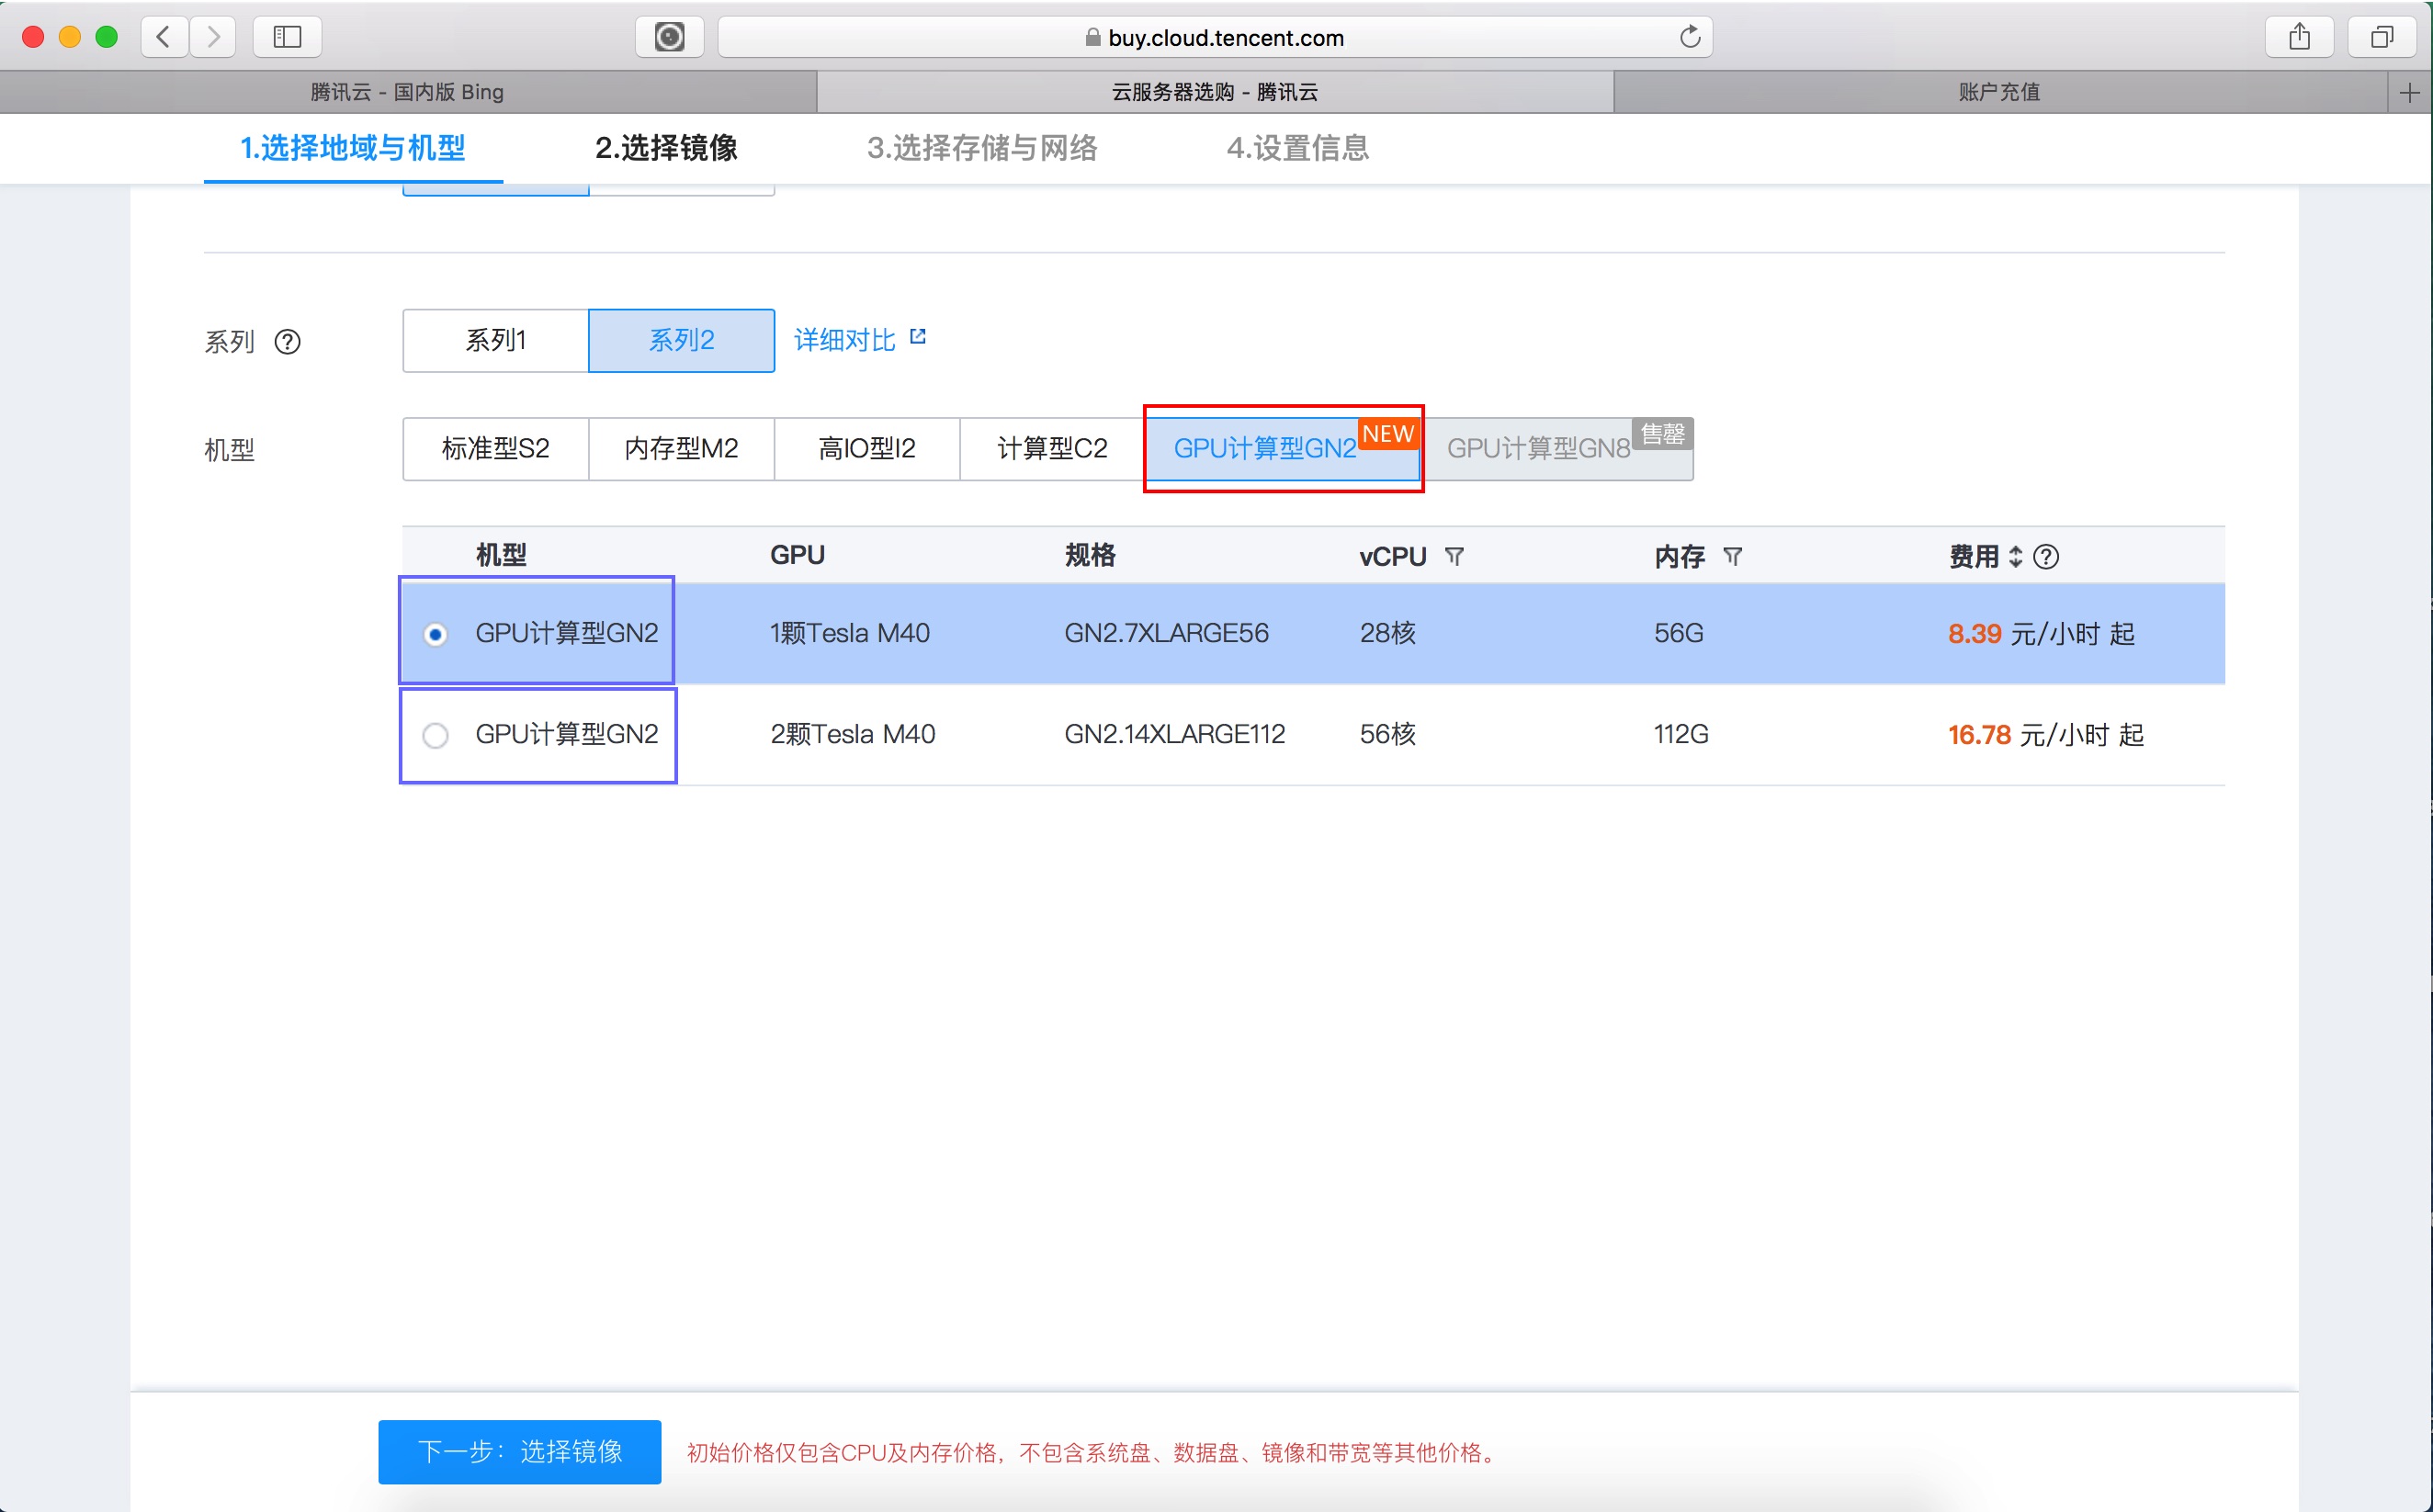 buy.cloud.tencent.com
腾讯云 - 国内版 Bing
云服务器选购 - 腾讯云
账户充值
1.选择地域与机型
2.选择镜像
3.选择存储与网络
4.设置信息
系列
系列1
系列2
详细对比
机型
标准型S2
内存型M2
高IO型I2
计算型C2
GPU计算型GN2
NEW
GPU计算型GN8
售罄
机型 GPU 规格 vCPU 内存 费用
GPU计算型GN2 1颗Tesla M40 GN2.7XLARGE56 28核 56G 8.39 元/小时 起
GPU计算型GN2 2颗Tesla M40 GN2.14XLARGE112 56核 112G 16.78 元/小时 起
下一步：选择镜像
初始价格仅包含CPU及内存价格，不包含系统盘、数据盘、镜像和带宽等其他价格。